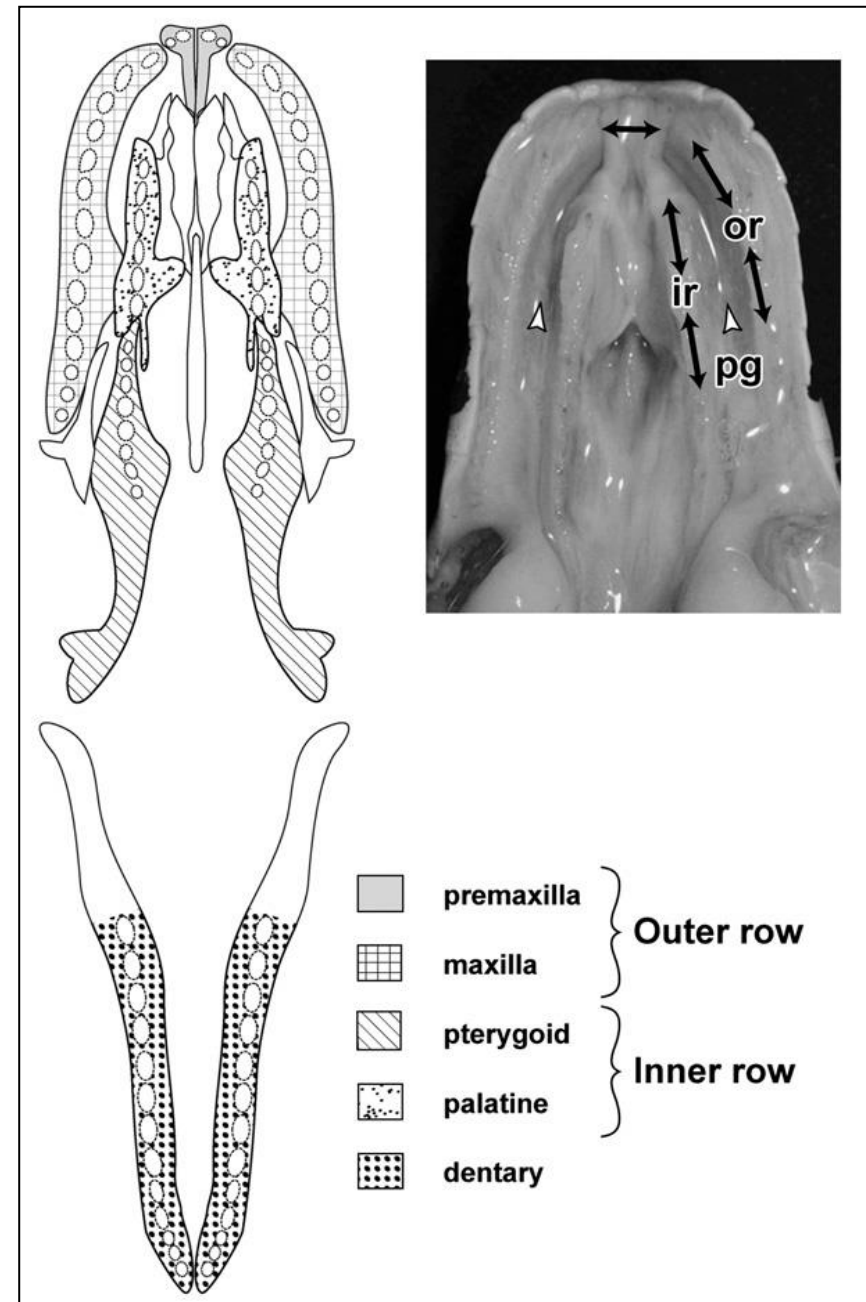 or
ir
pg
premaxilla
maxilla
Outer row
pterygoid
palatine
Inner row
dentary